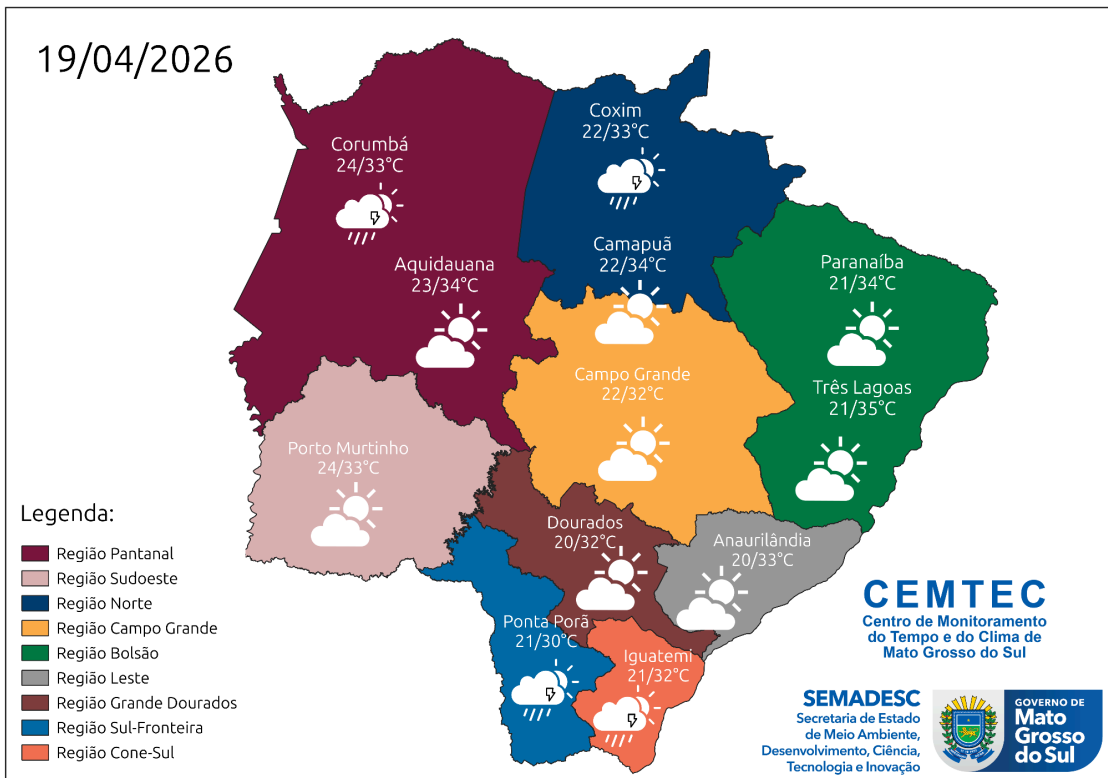 19/04/2026
Coxim
22/33°C
Corumbá
24/33°C
Camapuã
22/34°C
Paranaíba
21/34°C
Aquidauana
23/34°C
Campo Grande
22/32°C
Três Lagoas
21/35°C
Porto Murtinho
24/33°C
Dourados
20/32°C
Anaurilândia
20/33°C
Ponta Porã
21/30°C
Iguatemi
21/32°C
Legenda:
Região Pantanal
Região Sudoeste
Região Norte
Região Campo Grande
Região Bolsão
Região Leste
Região Grande Dourados
Região Sul-Fronteira
Região Cone-Sul
CEMTEC
Centro de Monitoramento
do Tempo e do Clima de
Mato Grosso do Sul
SEMADESC
Secretaria de Estado
de Meio Ambiente,
Desenvolvimento, Ciência,
Tecnologia e Inovação
GOVERNO DE
Mato
Grosso
do Sul